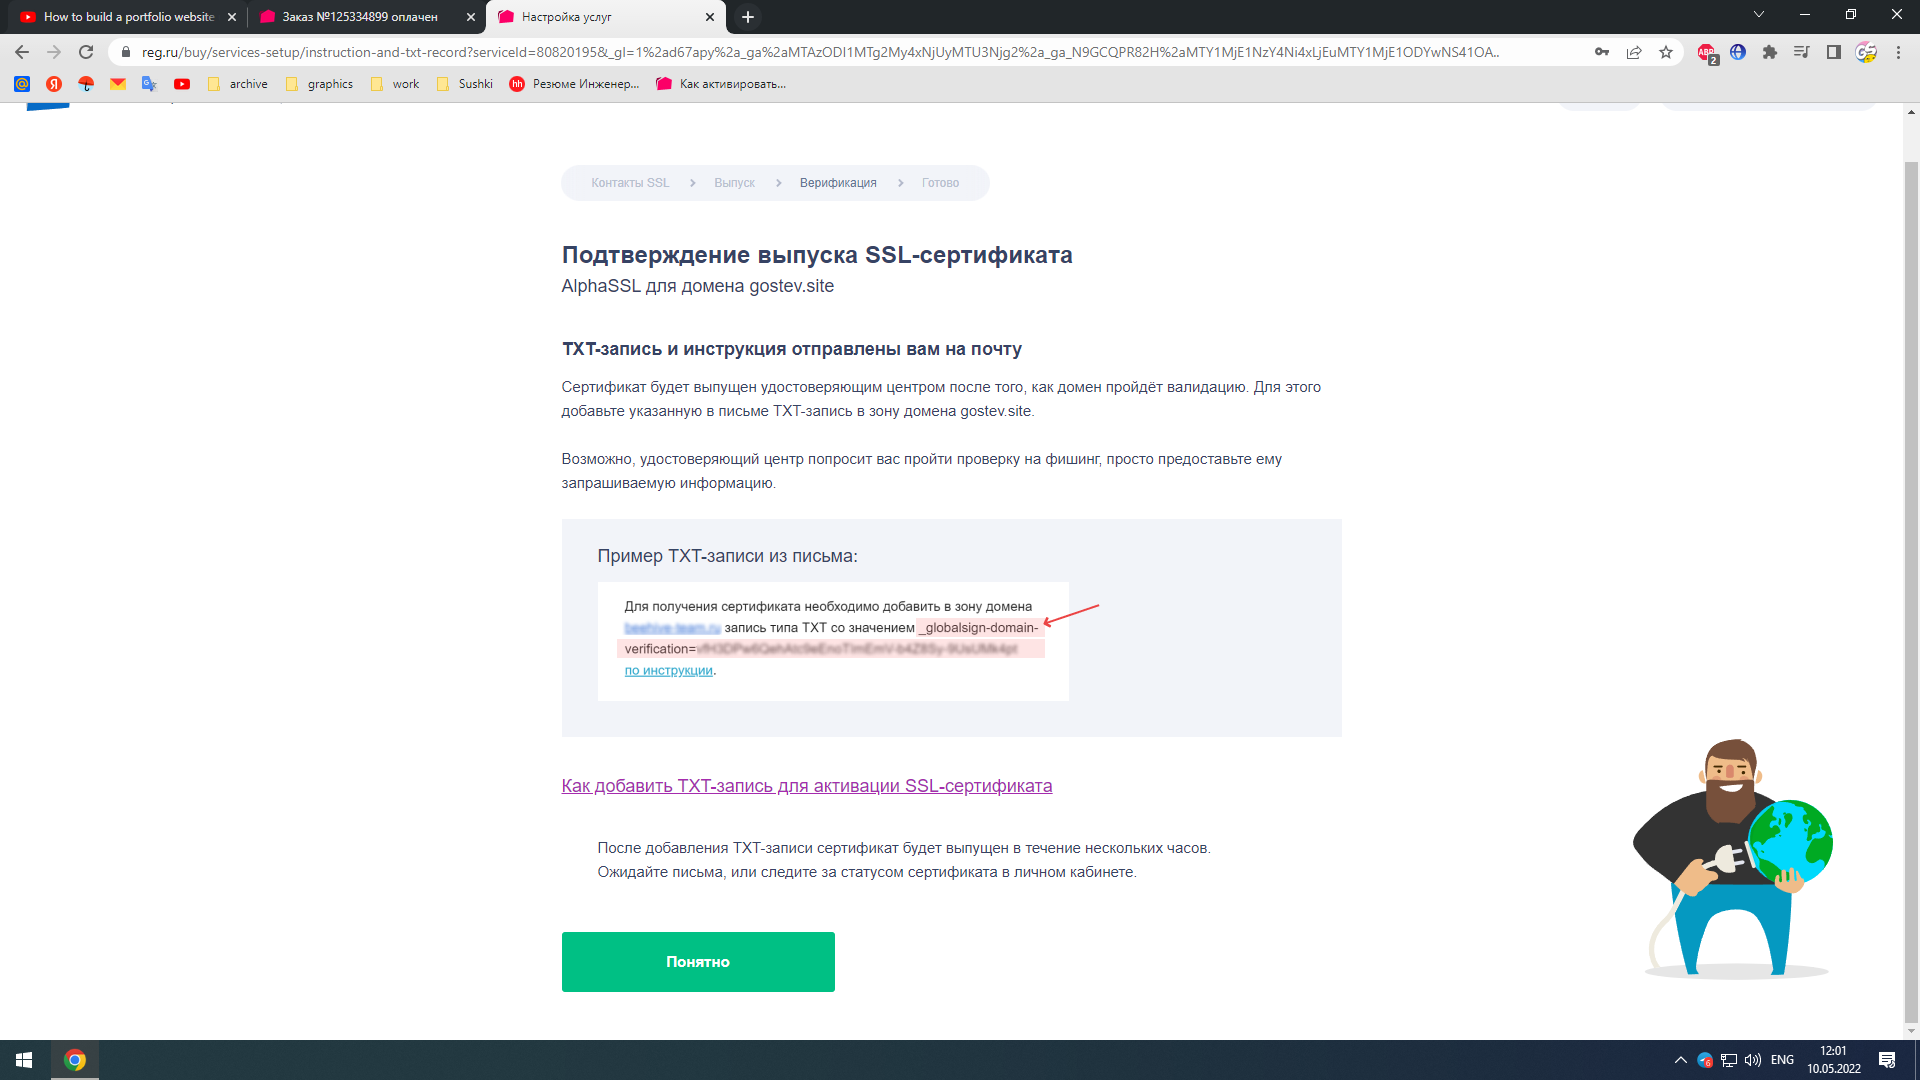 How to build a portfolio website
Заказ №125334899 оплачен
Настройка услуг
reg.ru/buy/services-setup/instruction-and-txt-record?serviceId=80820195&_gl=1%2ad67apy%2a_ga%2aMTAzODI1MTg2My4xNjUyMTU3Njg2%2a_ga_N9GCQPR82H%2aMTY1MjE1NzY4Ni4xLjEuMTY1MjE1ODYwNS41OA..
ABP
2
archive
graphics
work
Sushki
hh
Резюме Инженер...
Как активировать...
Контакты SSL > Выпуск > Верификация > Готово
Подтверждение выпуска SSL-сертификата
AlphaSSL для домена gostev.site
TXT-запись и инструкция отправлены вам на почту
Сертификат будет выпущен удостоверяющим центром после того, как домен пройдёт валидацию. Для этого
добавьте указанную в письме TXT-запись в зону домена gostev.site.
Возможно, удостоверяющий центр попросит вас пройти проверку на фишинг, просто предоставьте ему
запрашиваемую информацию.
Пример TXT-записи из письма:
Для получения сертификата необходимо добавить в зону домена
запись типа TXT со значением _globalsign-domain-
verification=
по инструкции.
Как добавить TXT-запись для активации SSL-сертификата
После добавления TXT-записи сертификат будет выпущен в течение нескольких часов.
Ожидайте письма, или следите за статусом сертификата в личном кабинете.
Понятно
ENG
12:01
10.05.2022